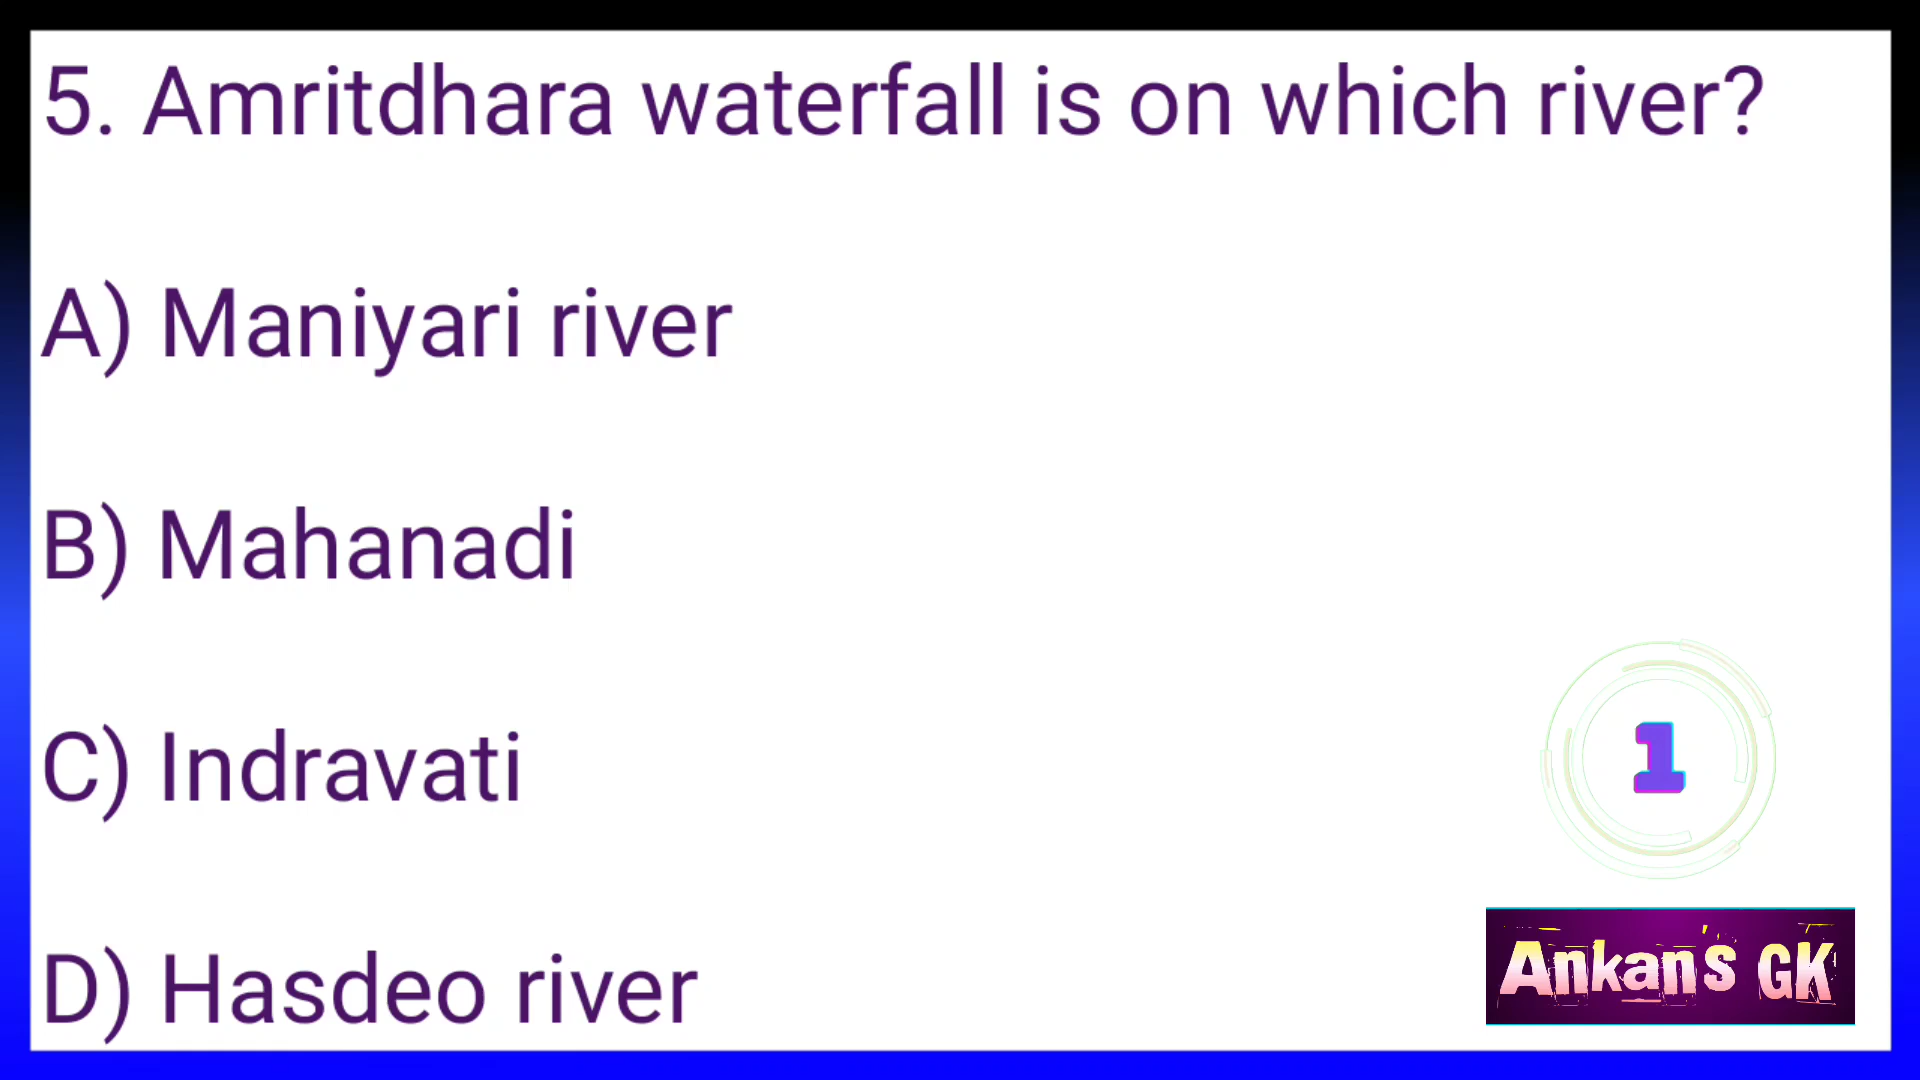 5. Amritdhara waterfall is on which river?
A) Maniyari river
B) Mahanadi
C) Indravati
1
D) Hasdeo river
Ankan's GK